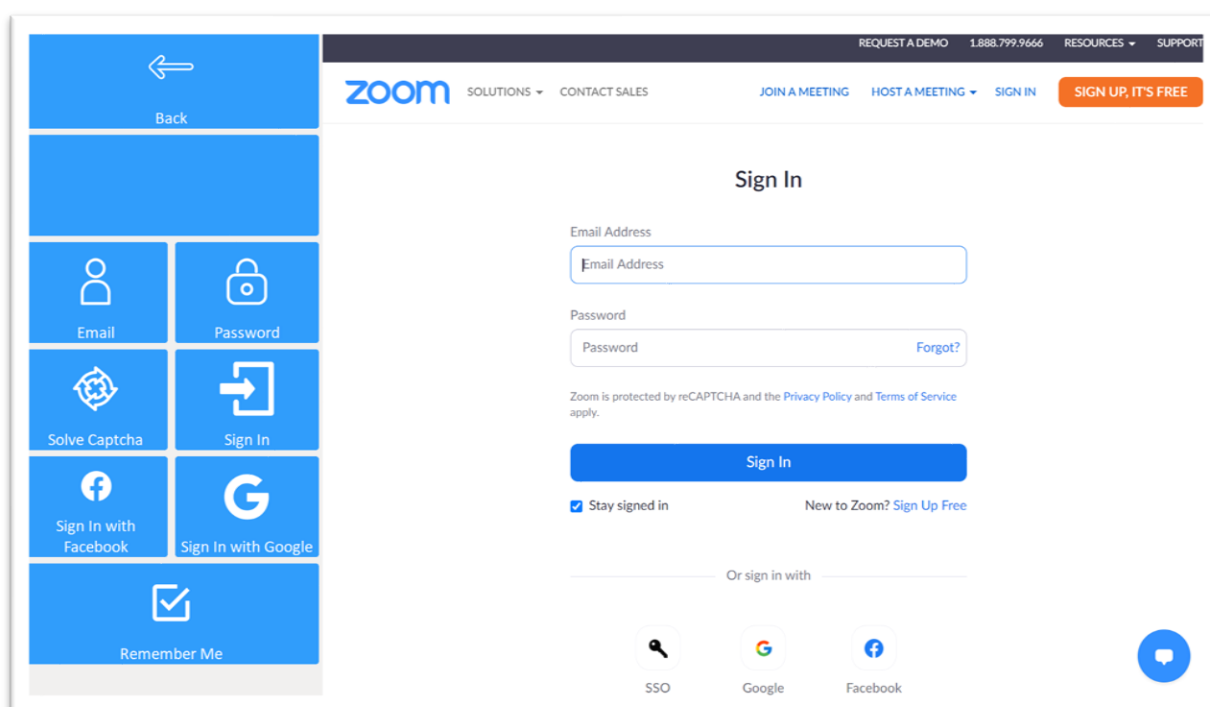 Back
Email
Password
Solve Captcha
Sign In
Sign In with
Facebook
Sign In with Google
Remember Me
REQUEST A DEMO 1.888.799.9666 RESOURCES SUPPORT
zoom SOLUTIONS CONTACT SALES JOIN A MEETING HOST A MEETING SIGN IN SIGN UP, IT'S FREE
Sign In
Email Address
Email Address
Password
Password Forgot?
Zoom is protected by reCAPTCHA and the Privacy Policy and Terms of Service
apply.
Sign In
Stay signed in New to Zoom? Sign Up Free
Or sign in with
SSO Google Facebook